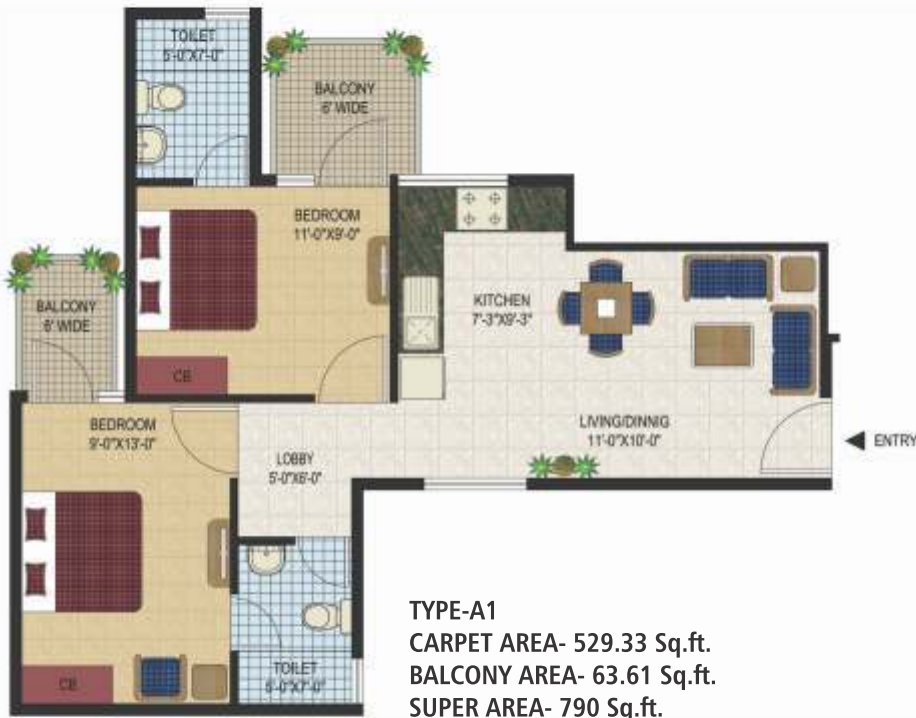 TOILET
5'-0"X7'-0"
BALCONY
6' WIDE
BEDROOM
11'-0"X9'-0"
BALCONY
6' WIDE
KITCHEN
7'-3"X9'-3"
CB
BEDROOM
9'-0"X13'-0"
LIVING/DINNIG
11'-0"X10'-0"
ENTRY
LOBBY
5'-0"X6'-0"
TOILET
5'-0"X7'-0"
CB
TYPE-A1
CARPET AREA- 529.33 Sq.ft.
BALCONY AREA- 63.61 Sq.ft.
SUPER AREA- 790 Sq.ft.